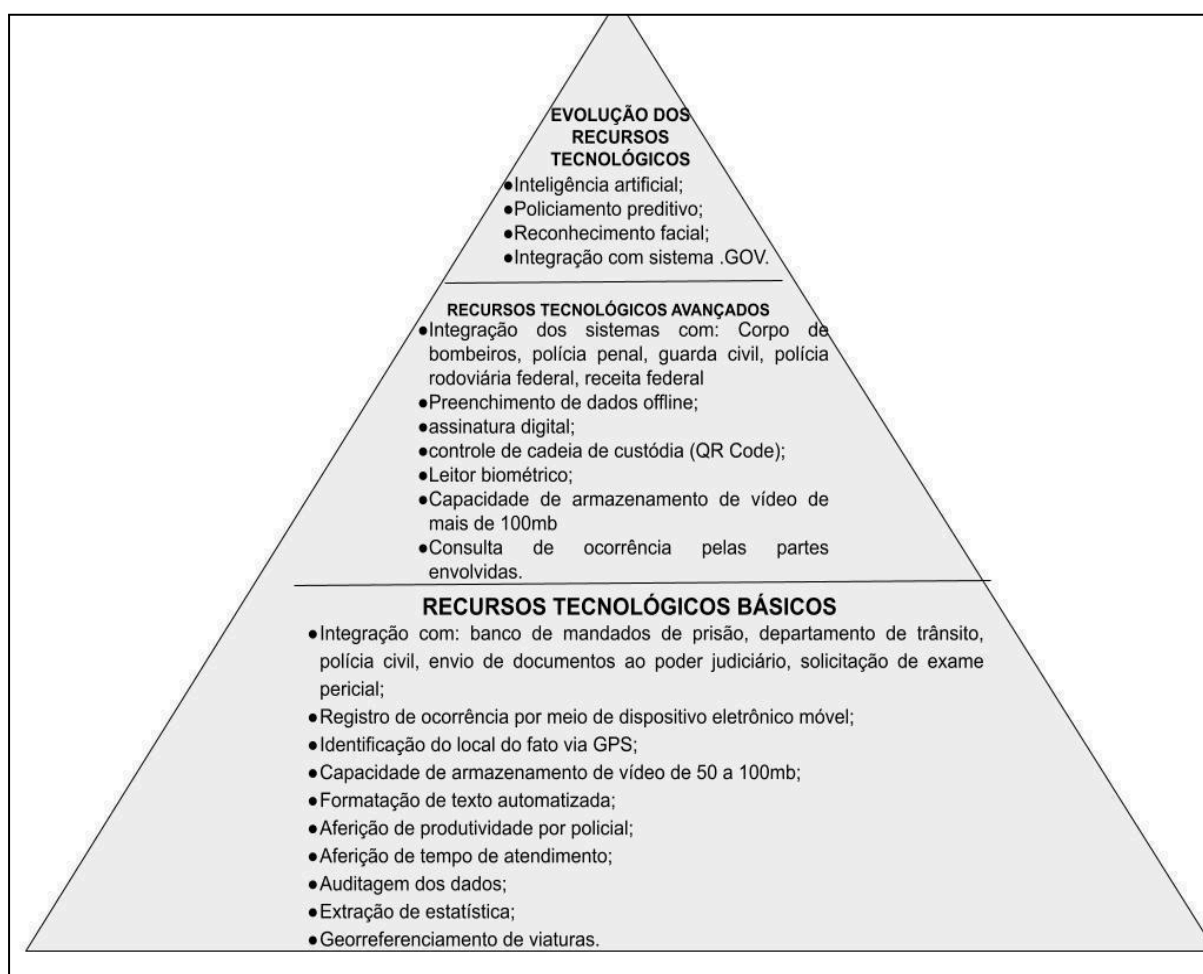 EVOLUÇÃO DOS
RECURSOS
TECNOLÓGICOS
●Inteligência artificial;
●Policiamento preditivo;
●Reconhecimento facial;
●Integração com sistema .GOV.
RECURSOS TECNOLÓGICOS AVANÇADOS
●Integração dos sistemas com: Corpo de
bombeiros, polícia penal, guarda civil, polícia
rodoviária federal, receita federal
●Preenchimento de dados offline;
●assinatura digital;
●controle de cadeia de custódia (QR Code);
●Leitor biométrico;
●Capacidade de armazenamento de vídeo de
mais de 100mb
●Consulta de ocorrência pelas partes
envolvidas.
RECURSOS TECNOLÓGICOS BÁSICOS
●Integração com: banco de mandados de prisão, departamento de trânsito,
polícia civil, envio de documentos ao poder judiciário, solicitação de exame
pericial;
●Registro de ocorrência por meio de dispositivo eletrônico móvel;
●Identificação do local do fato via GPS;
●Capacidade de armazenamento de vídeo de 50 a 100mb;
●Formatação de texto automatizada;
●Aferição de produtividade por policial;
●Aferição de tempo de atendimento;
●Auditagem dos dados;
●Extração de estatística;
●Georreferenciamento de viaturas.